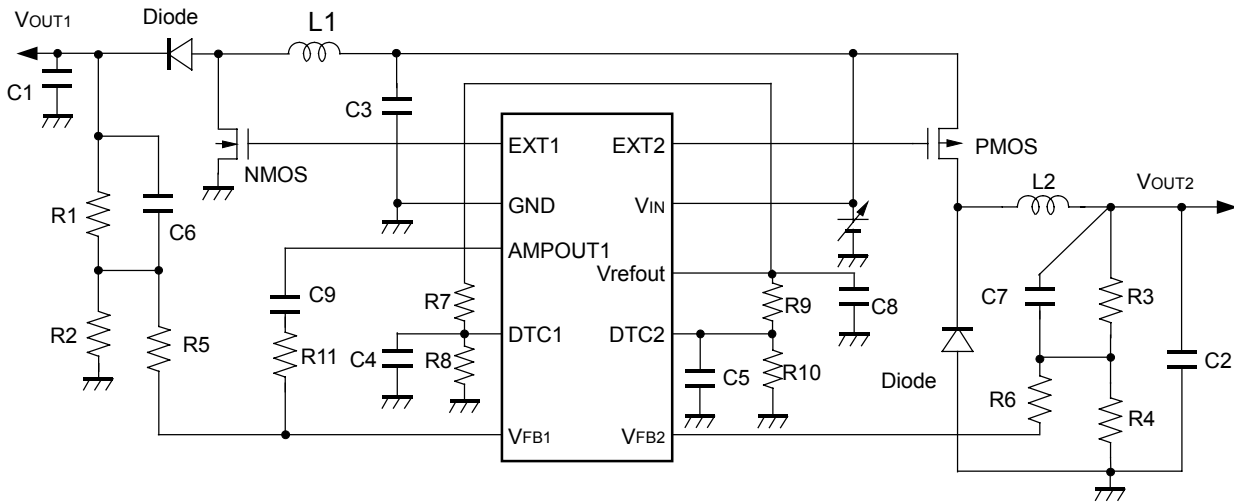 VOUT1
Diode
L1
C1
C3
EXT1
EXT2
NMOS
PMOS
R1
C6
GND
VIN
L2
VOUT2
AMPOUT1
Vrefout
C9
R7
R9
C8
C7
R3
R2
R5
R11
C4
R8
DTC1
DTC2
C5
R10
Diode
R6
R4
C2
VFB1
VFB2